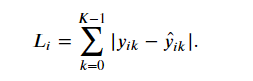 L_i = \sum_{k=0}^{K-1} |y_{ik} - \hat{y}_{ik}|.